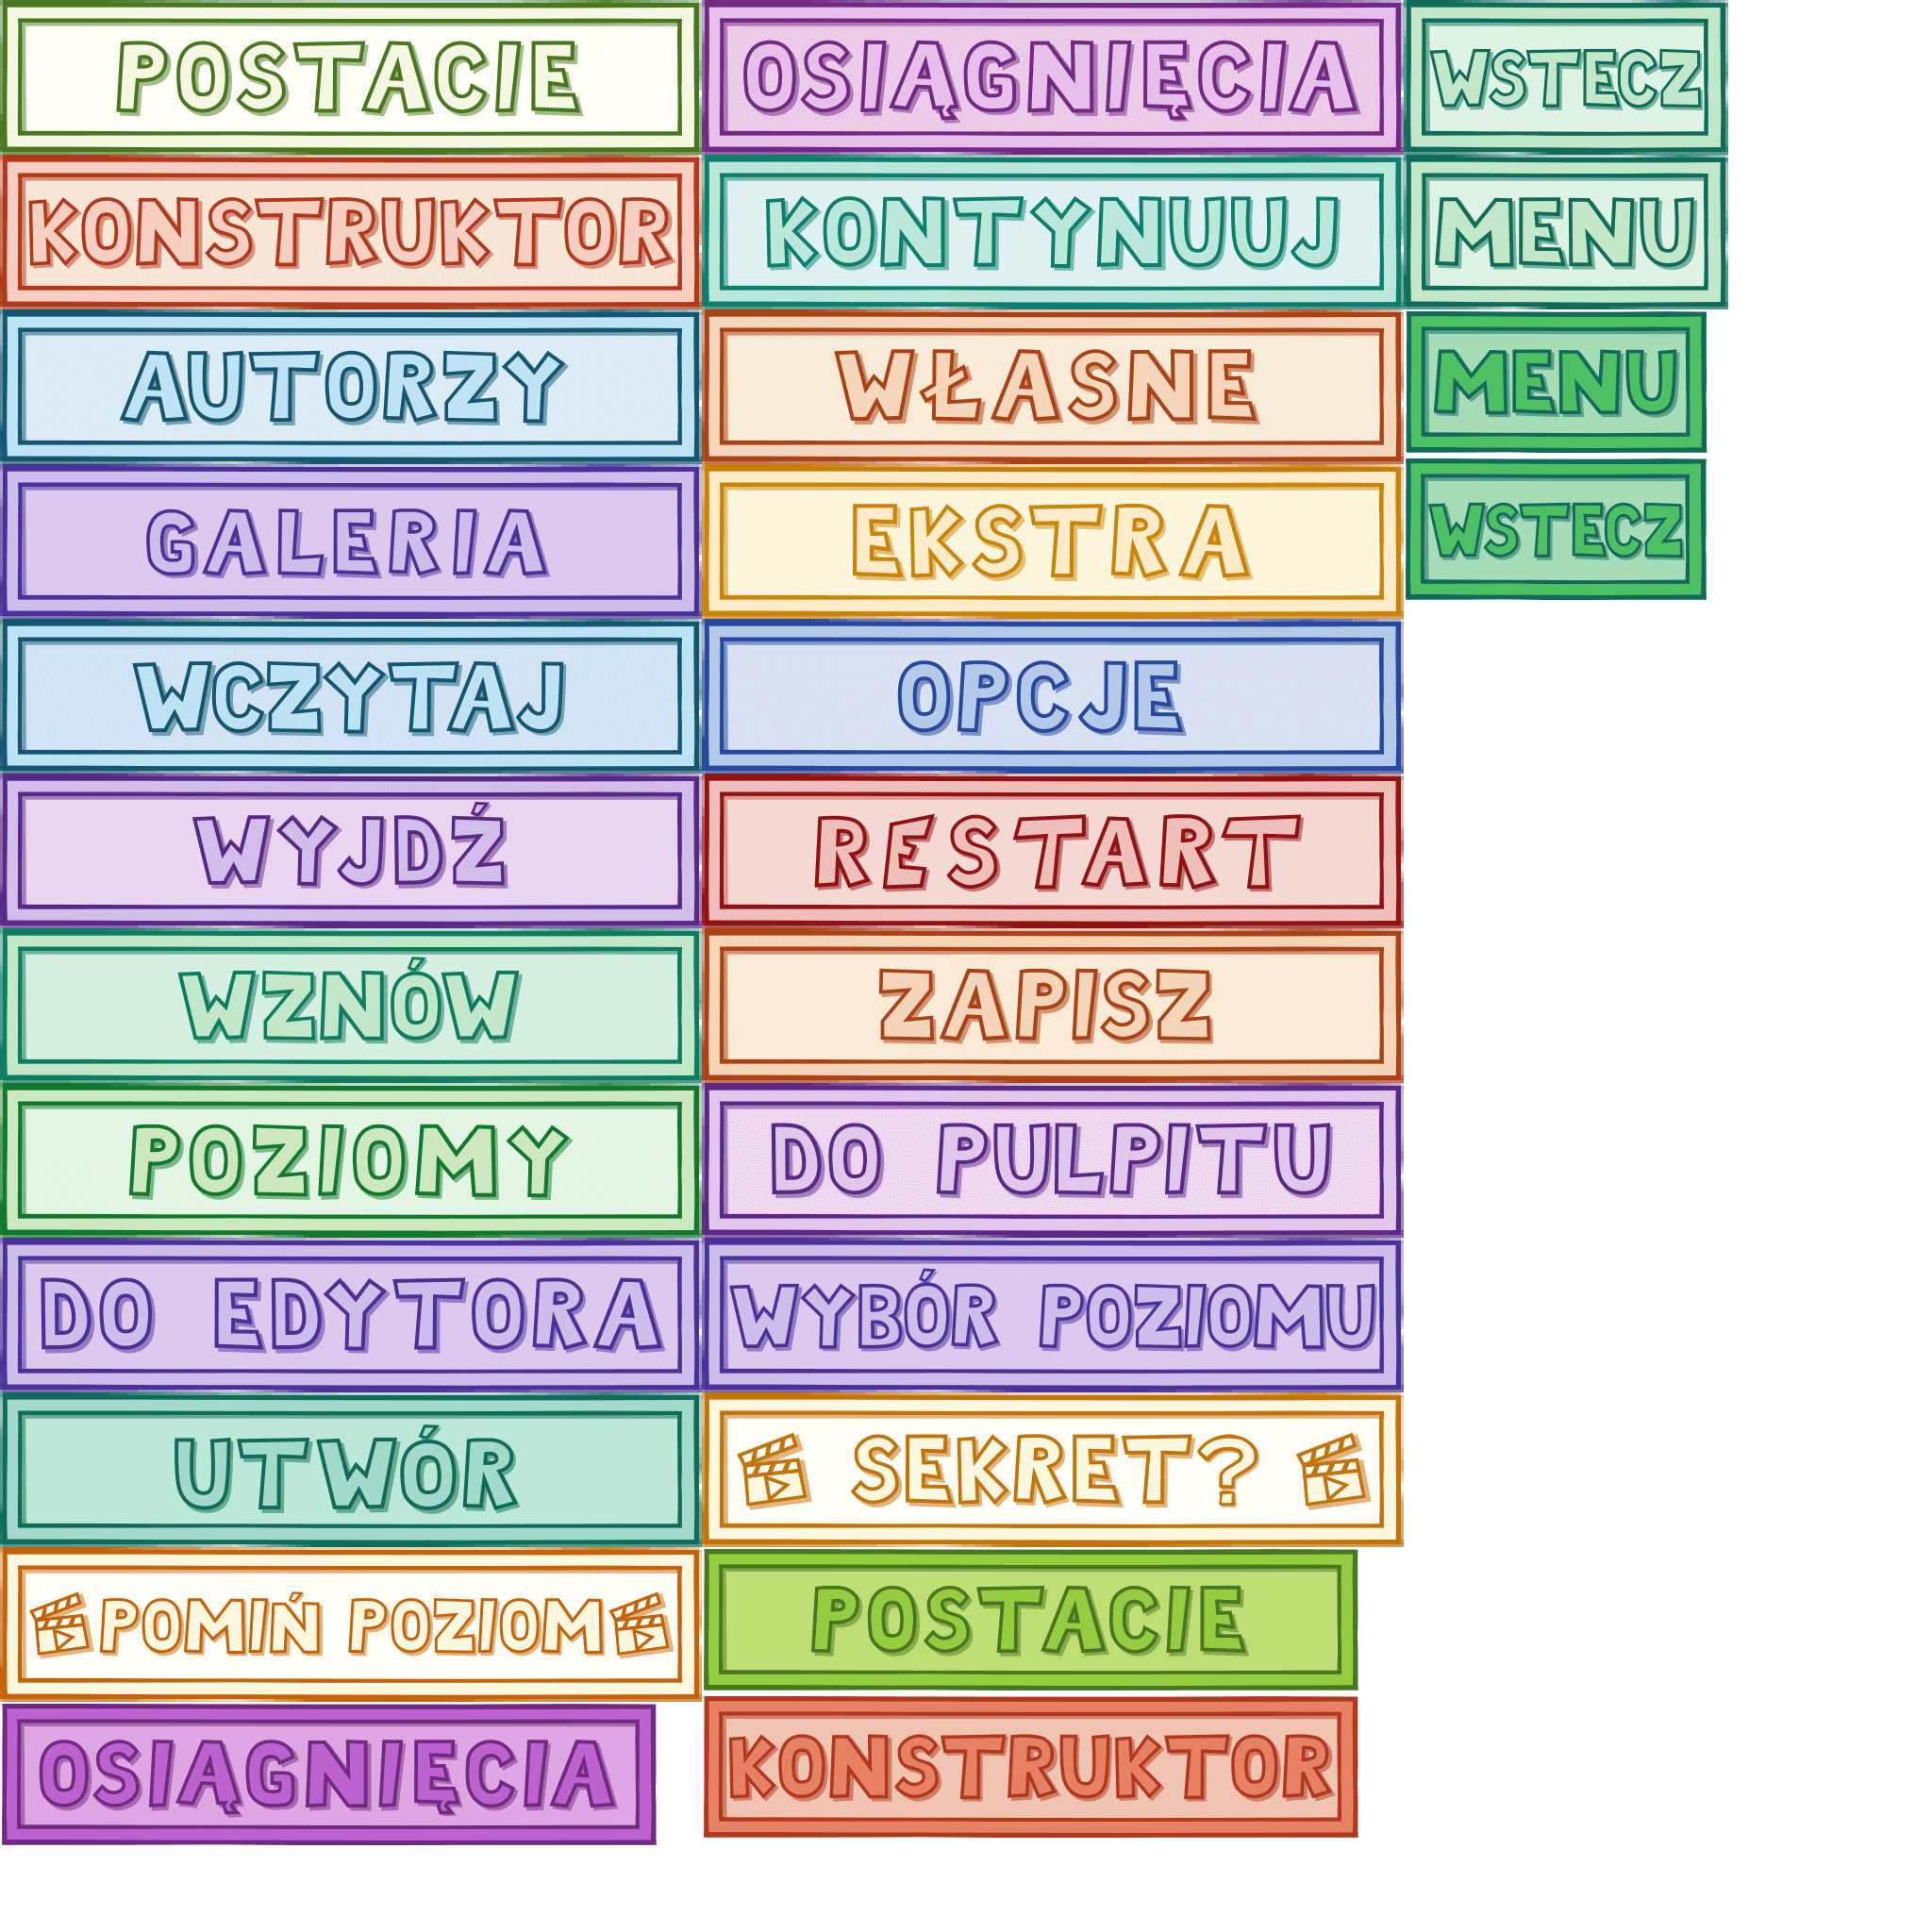 POSTACIE
OSIĄGNIĘCIA
WSTECZ
KONSTRUKTOR
KONTYNUUJ
MENU
AUTORZY
WŁASNE
MENU
GALERIA
EKSTRA
WSTECZ
WCZYTAJ
OPCJE
WYJDŹ
RESTART
WZNÓW
ZAPISZ
POZIOMY
DO PULPITU
DO EDYTORA
WYBÓR POZIOMU
UTWÓR
SEKRET?
POMIŃ POZIOM
POSTACIE
OSIĄGNIĘCIA
KONSTRUKTOR